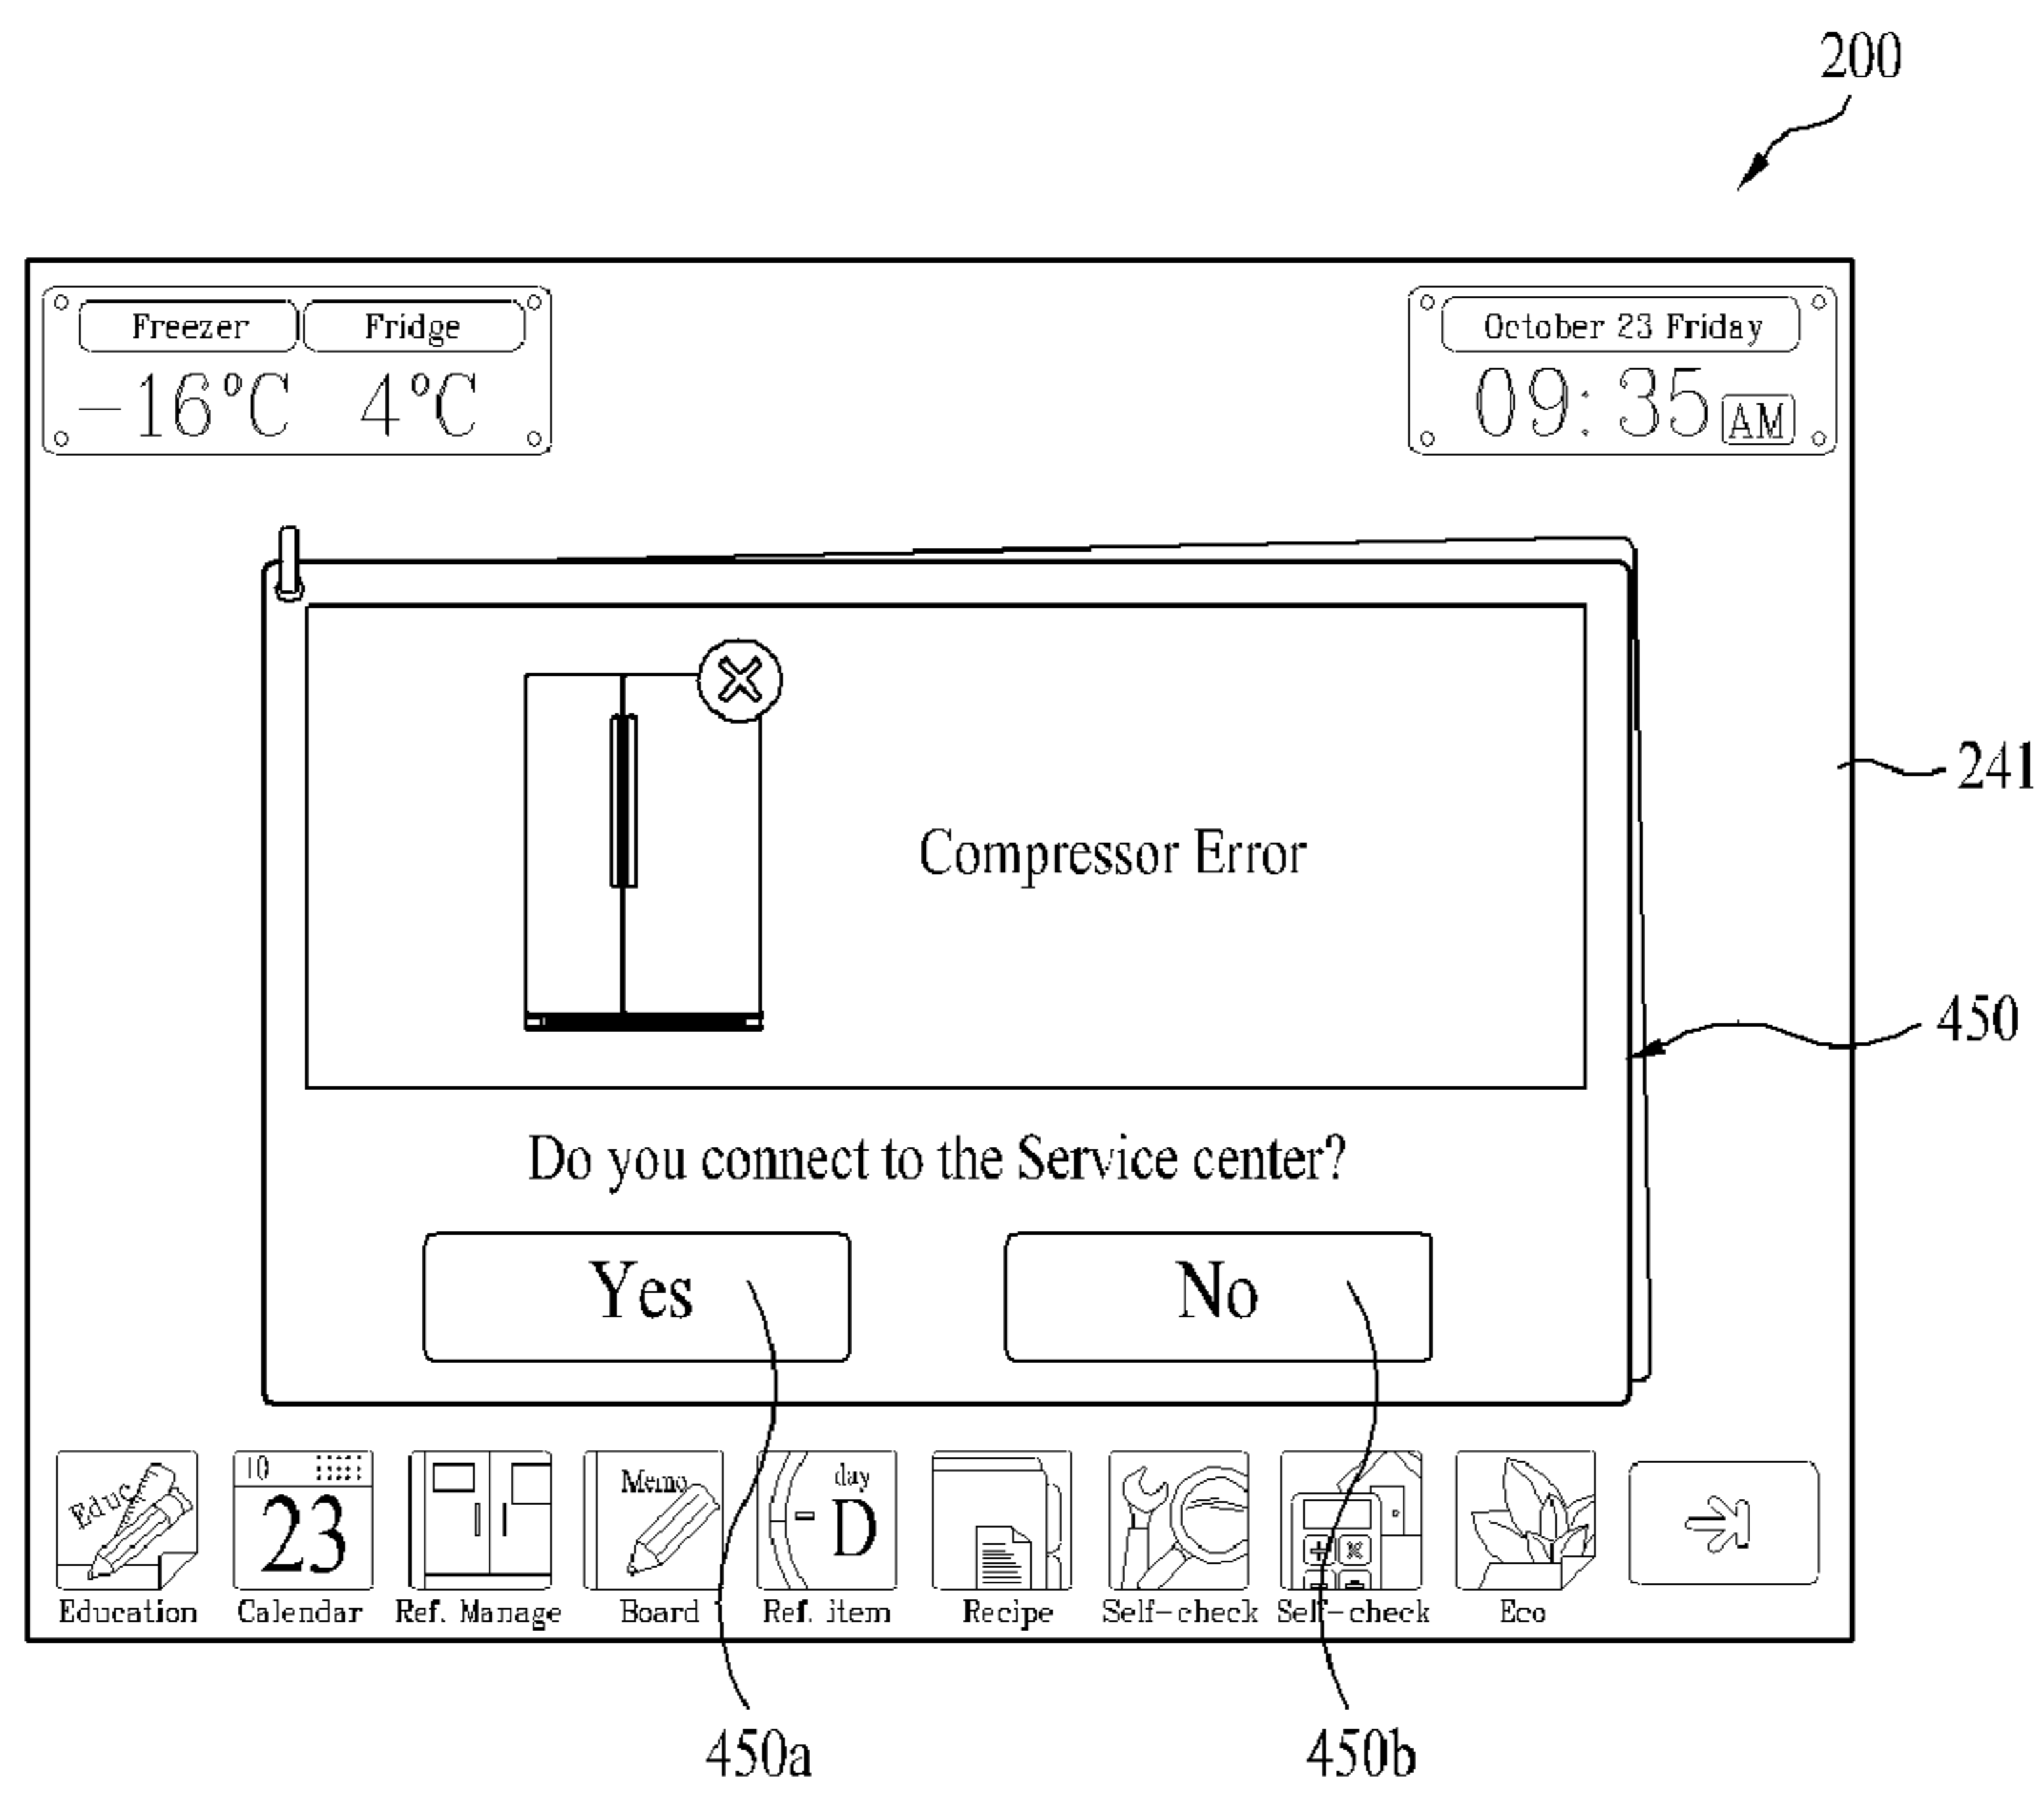 200
Freezer Fridge
-16°C 4°C
October 23 Friday
09:35 AM
241
Compressor Error
450
Do you connect to the Service center?
Yes No
Educ
10
23
Memo
day
D
Education Calendar Ref. Manage Board Ref. item Recipe Self-check Self-check Eco
450a 450b